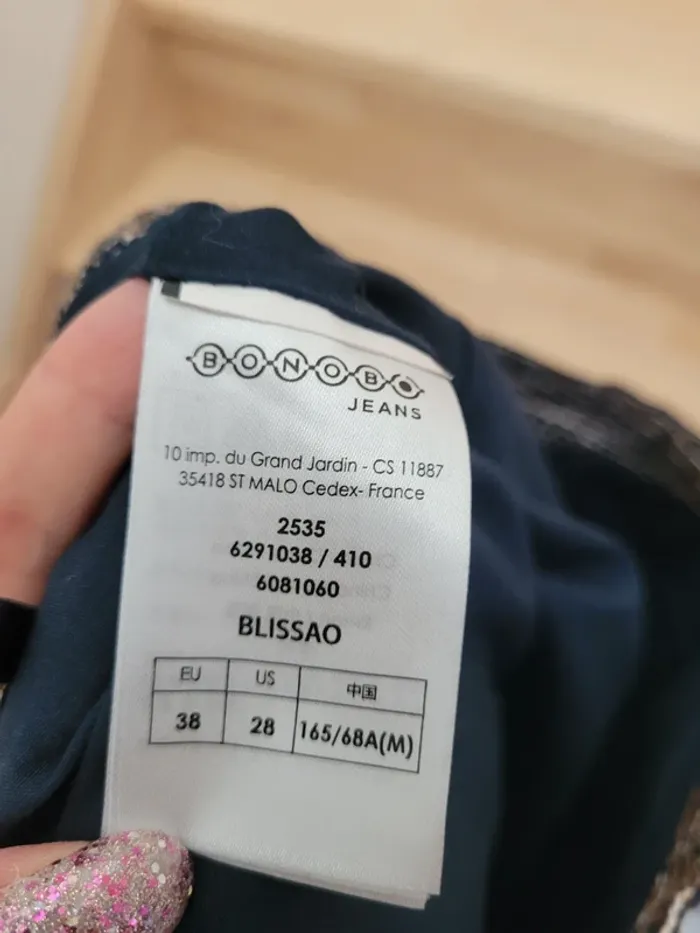 BONOBO
JEANS
10 imp. du Grand Jardin - CS 11887
35418 ST MALO Cedex- France
2535
6291038 / 410
6081060
BLISSAO
EU US 中国
38 28 165/68A(M)